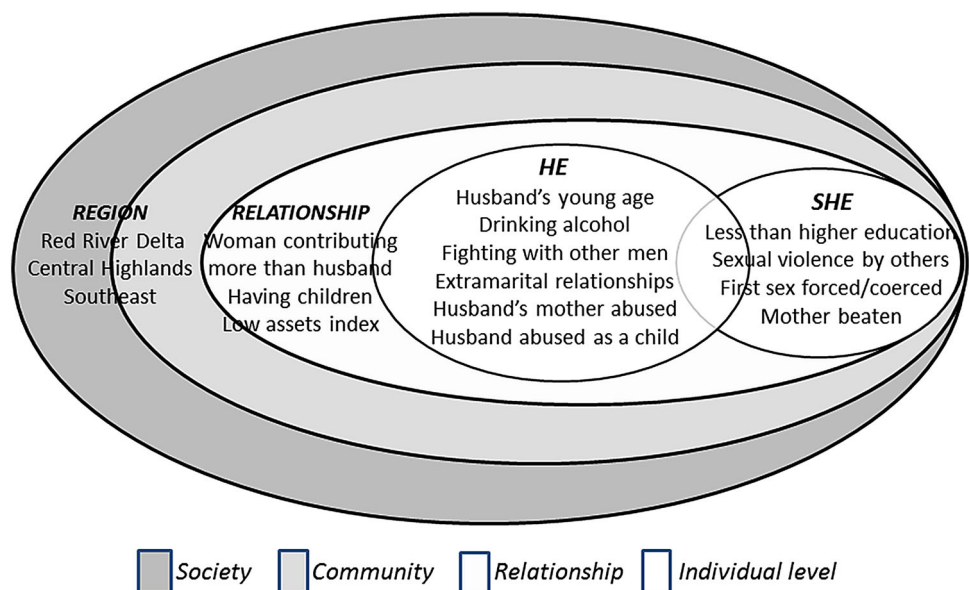 REGION
Red River Delta
Central Highlands
Southeast
RELATIONSHIP
Woman contributing
more than husband
Having children
Low assets index
HE
Husband's young age
Drinking alcohol
Fighting with other men
Extramarital relationships
Husband's mother abused
Husband abused as a child
SHE
Less than higher education
Sexual violence by others
First sex forced/coerced
Mother beaten
Society
Community
Relationship
Individual level